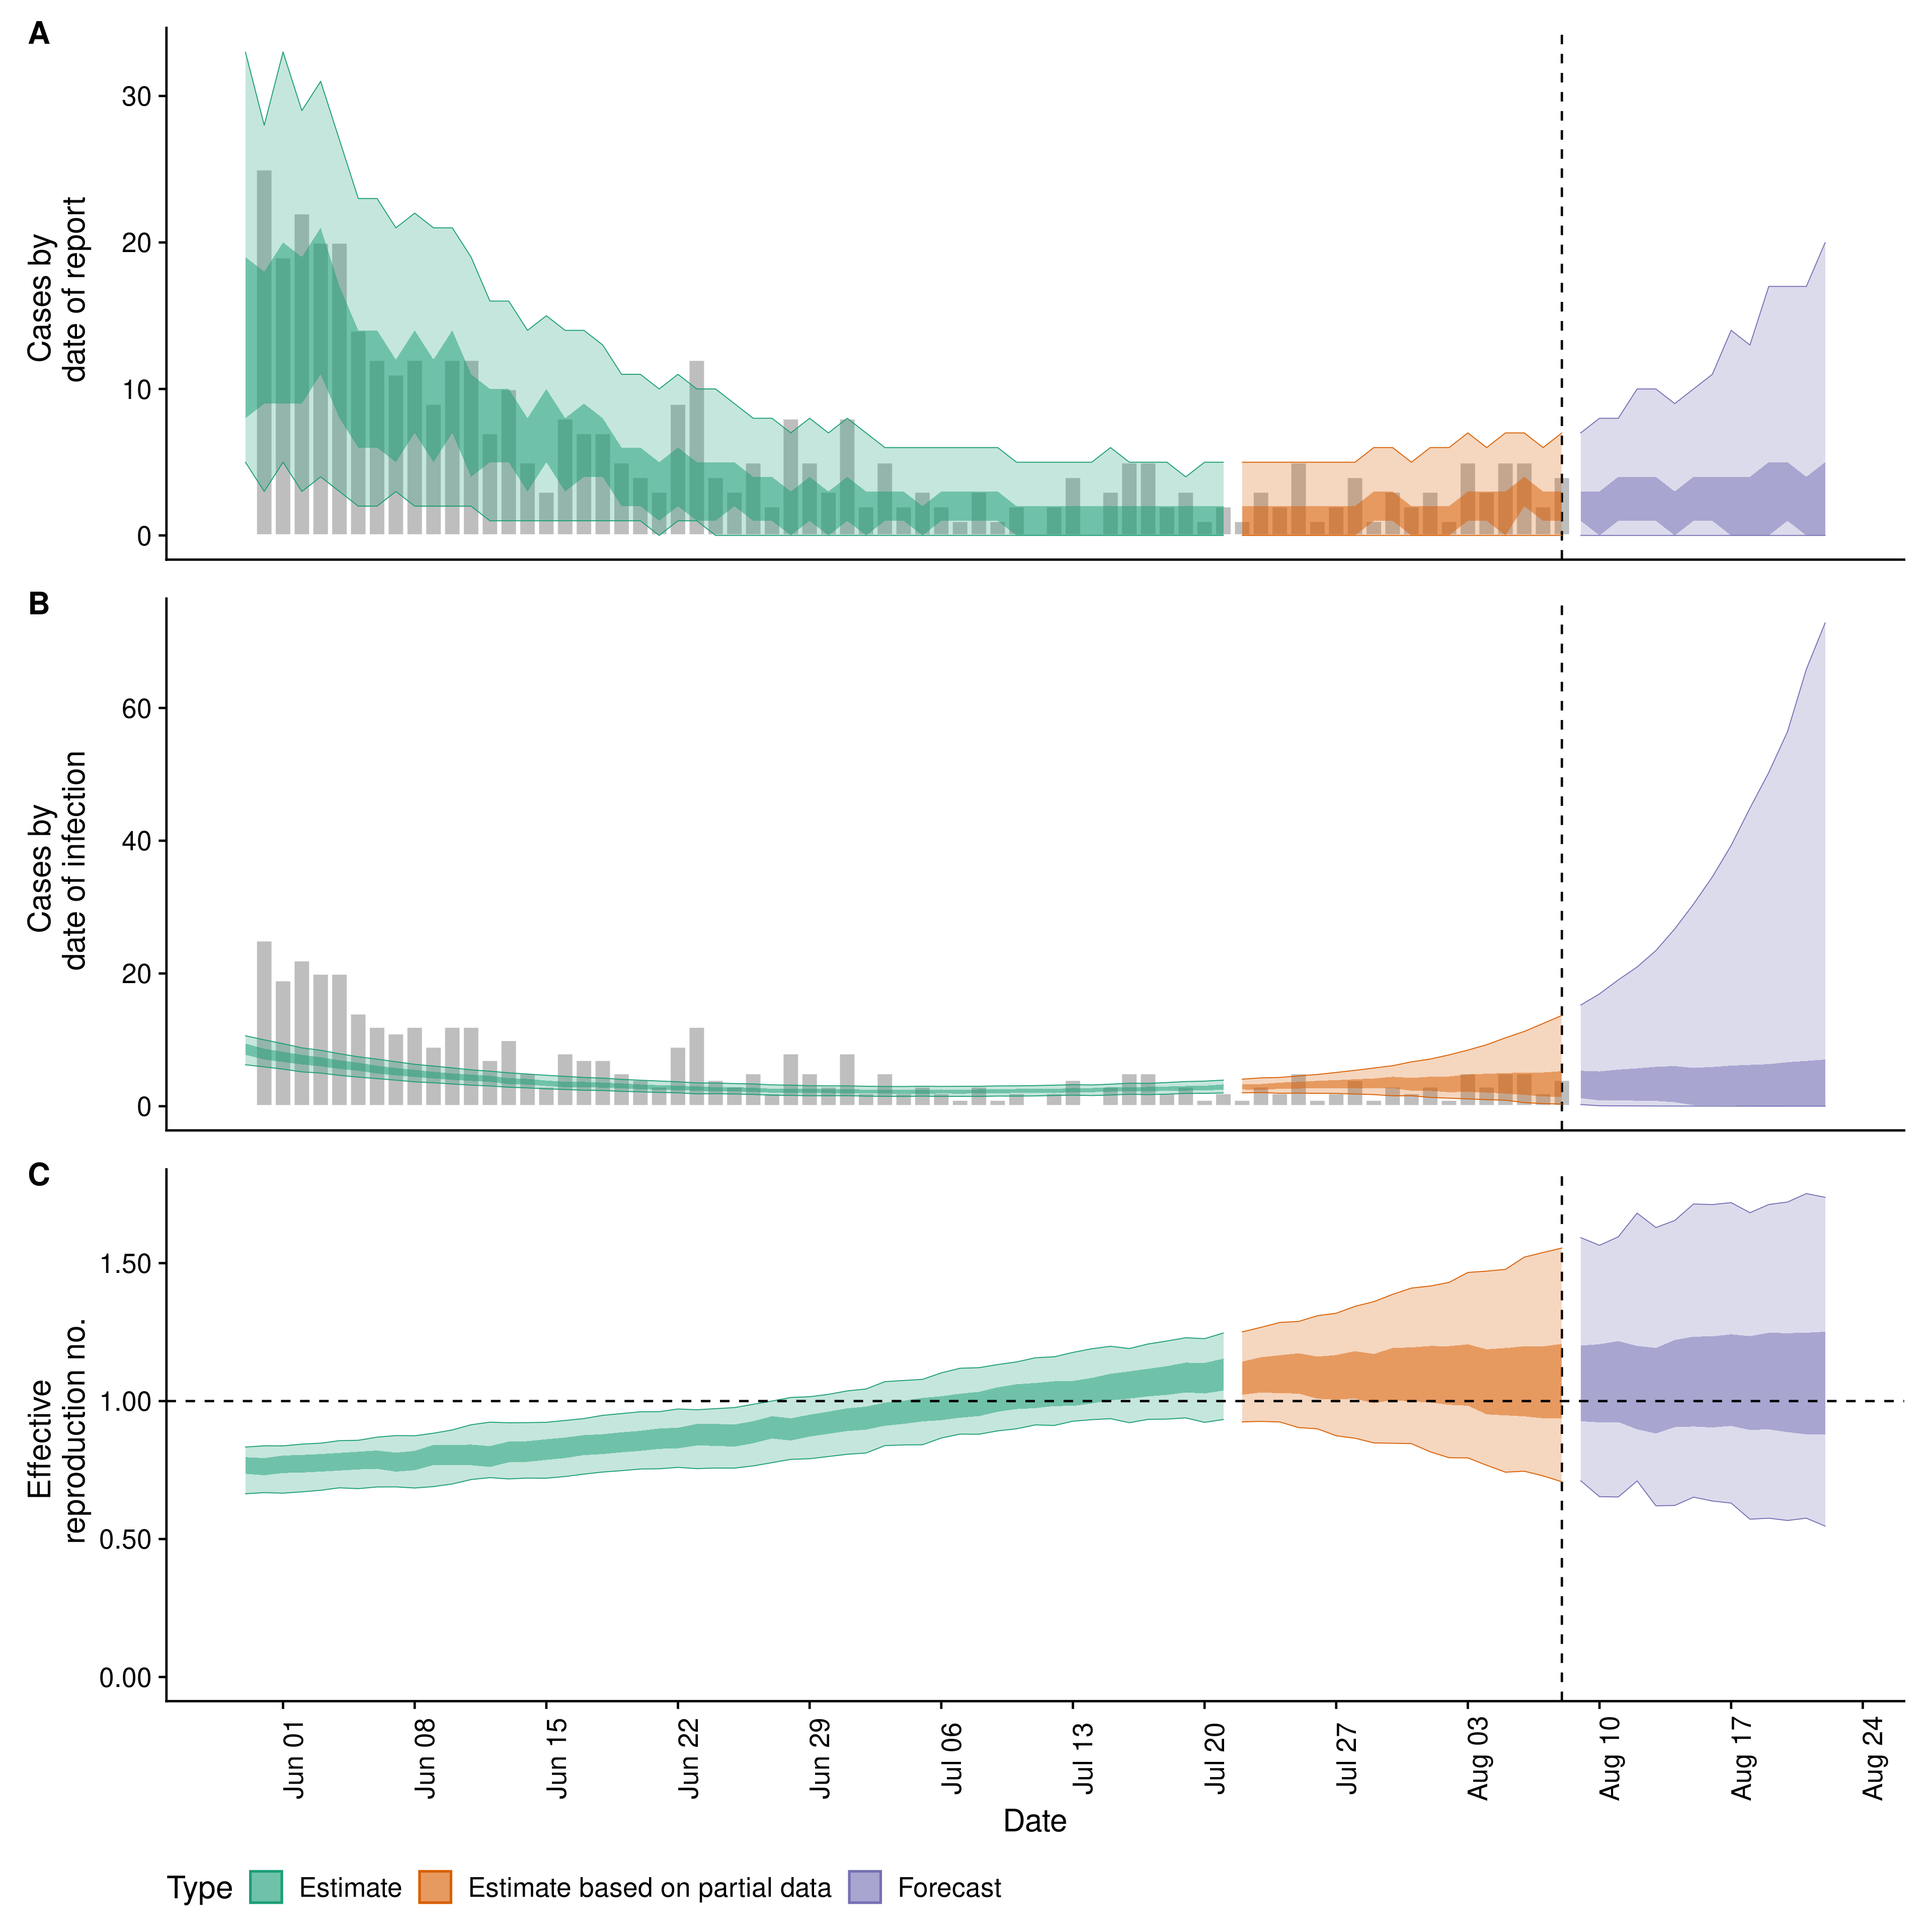 A
Cases by
date of report
30
20
10
0
B
Cases by
date of infection
60
40
20
0
C
Effective
reproduction no.
1.50
1.00
0.50
0.00
Jun 01
Jun 08
Jun 15
Jun 22
Jun 29
Jul 06
Jul 13
Jul 20
Jul 27
Aug 03
Aug 10
Aug 17
Aug 24
Date
Type Estimate Estimate based on partial data Forecast